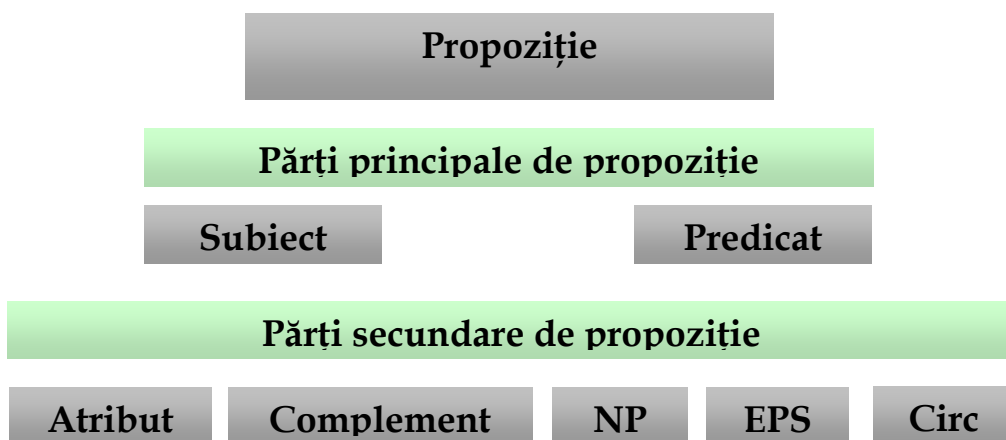 Propoziție
Părți principale de propoziție
Subiect Predicat
Părți secundare de propoziție
Atribut Complement NP EPS Circ